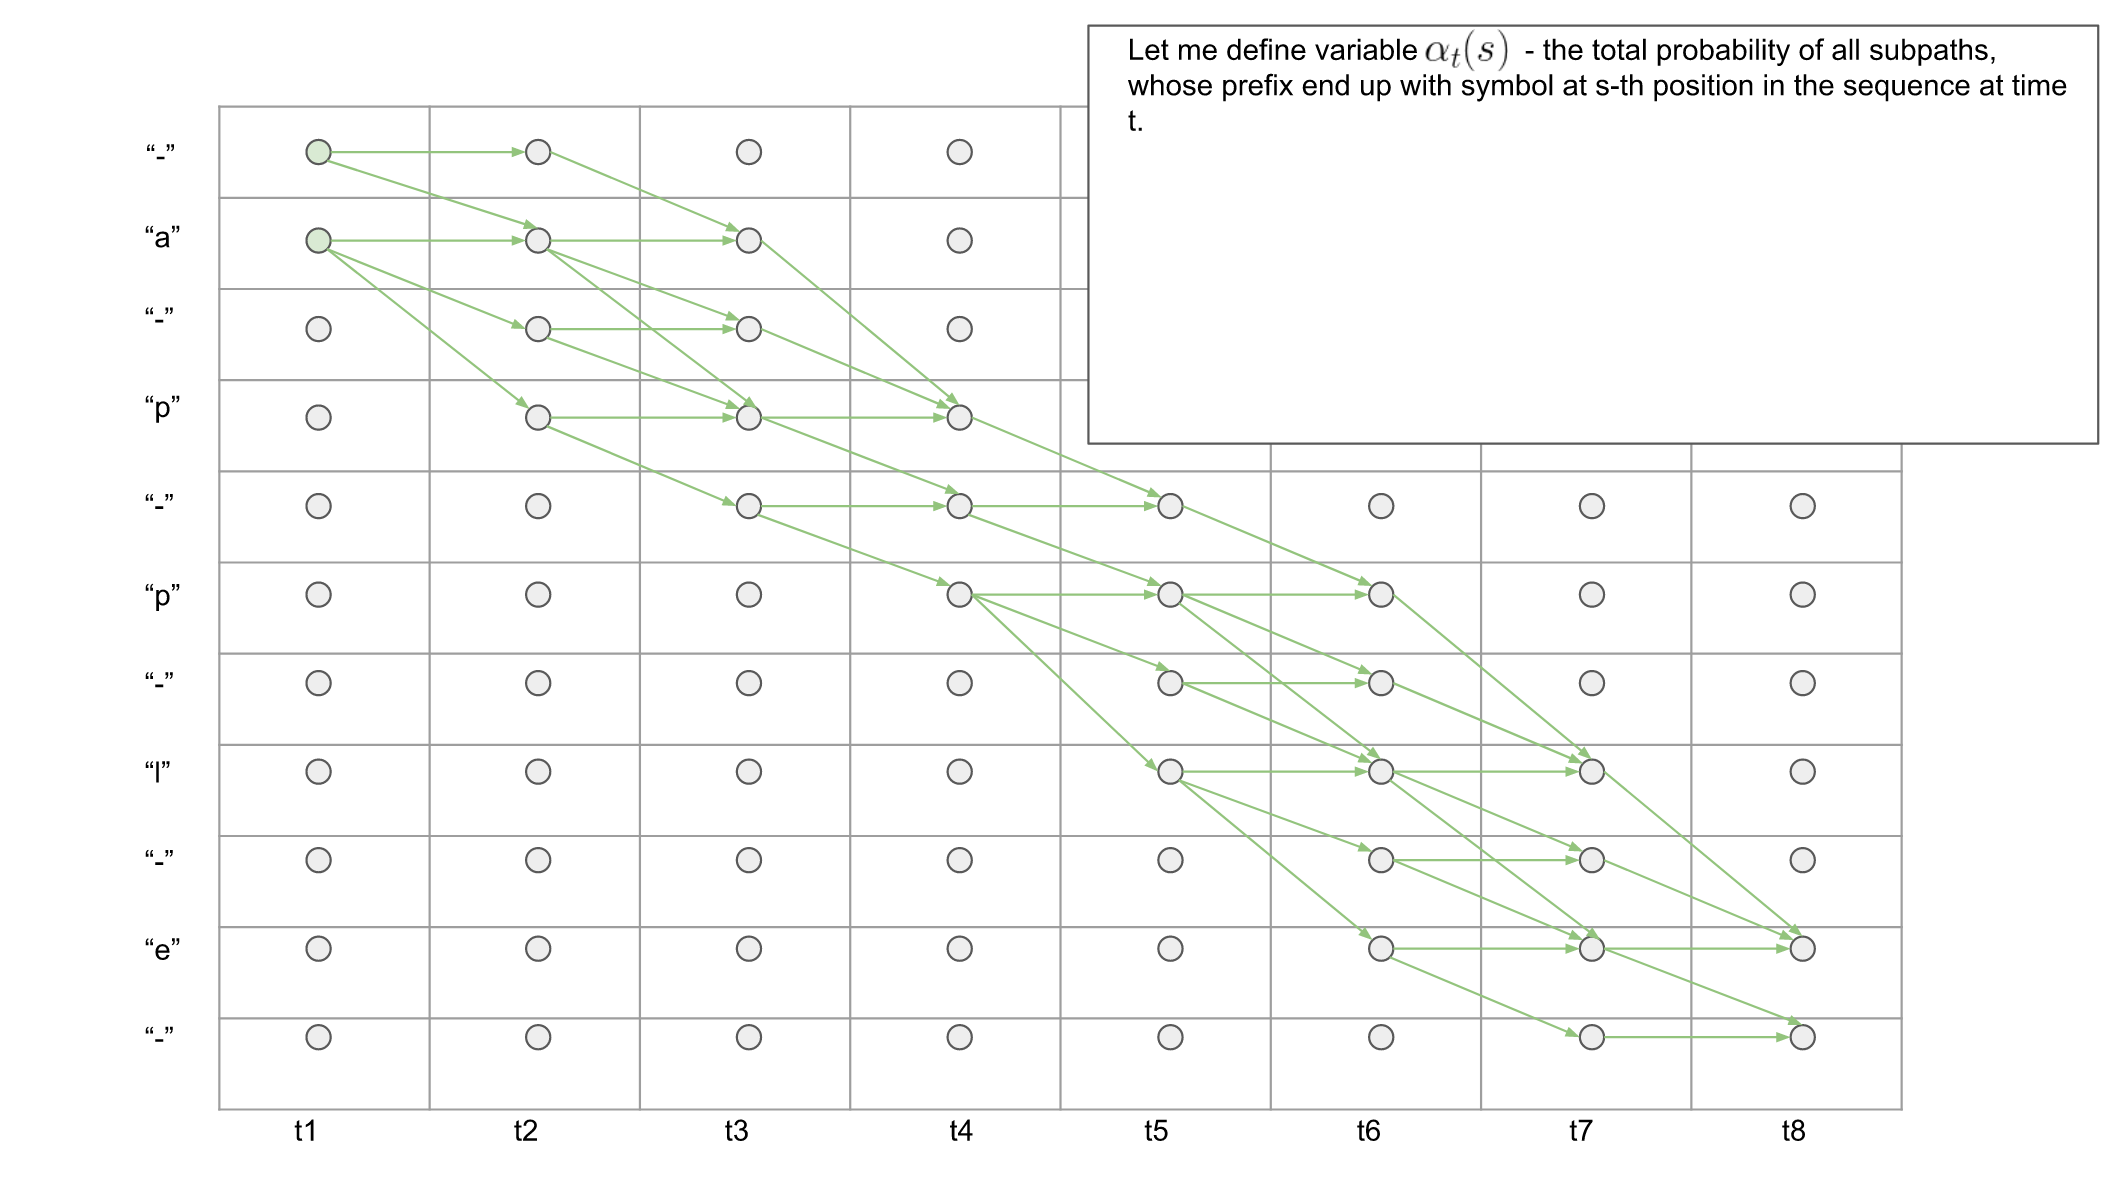 Let me define variable αₜ(s) - the total probability of all subpaths,
whose prefix end up with symbol at s-th position in the sequence at time
t.
“-”
“a”
“-”
“p”
“-”
“p”
“-”
“l”
“-”
“e”
“-”
t1 t2 t3 t4 t5 t6 t7 t8